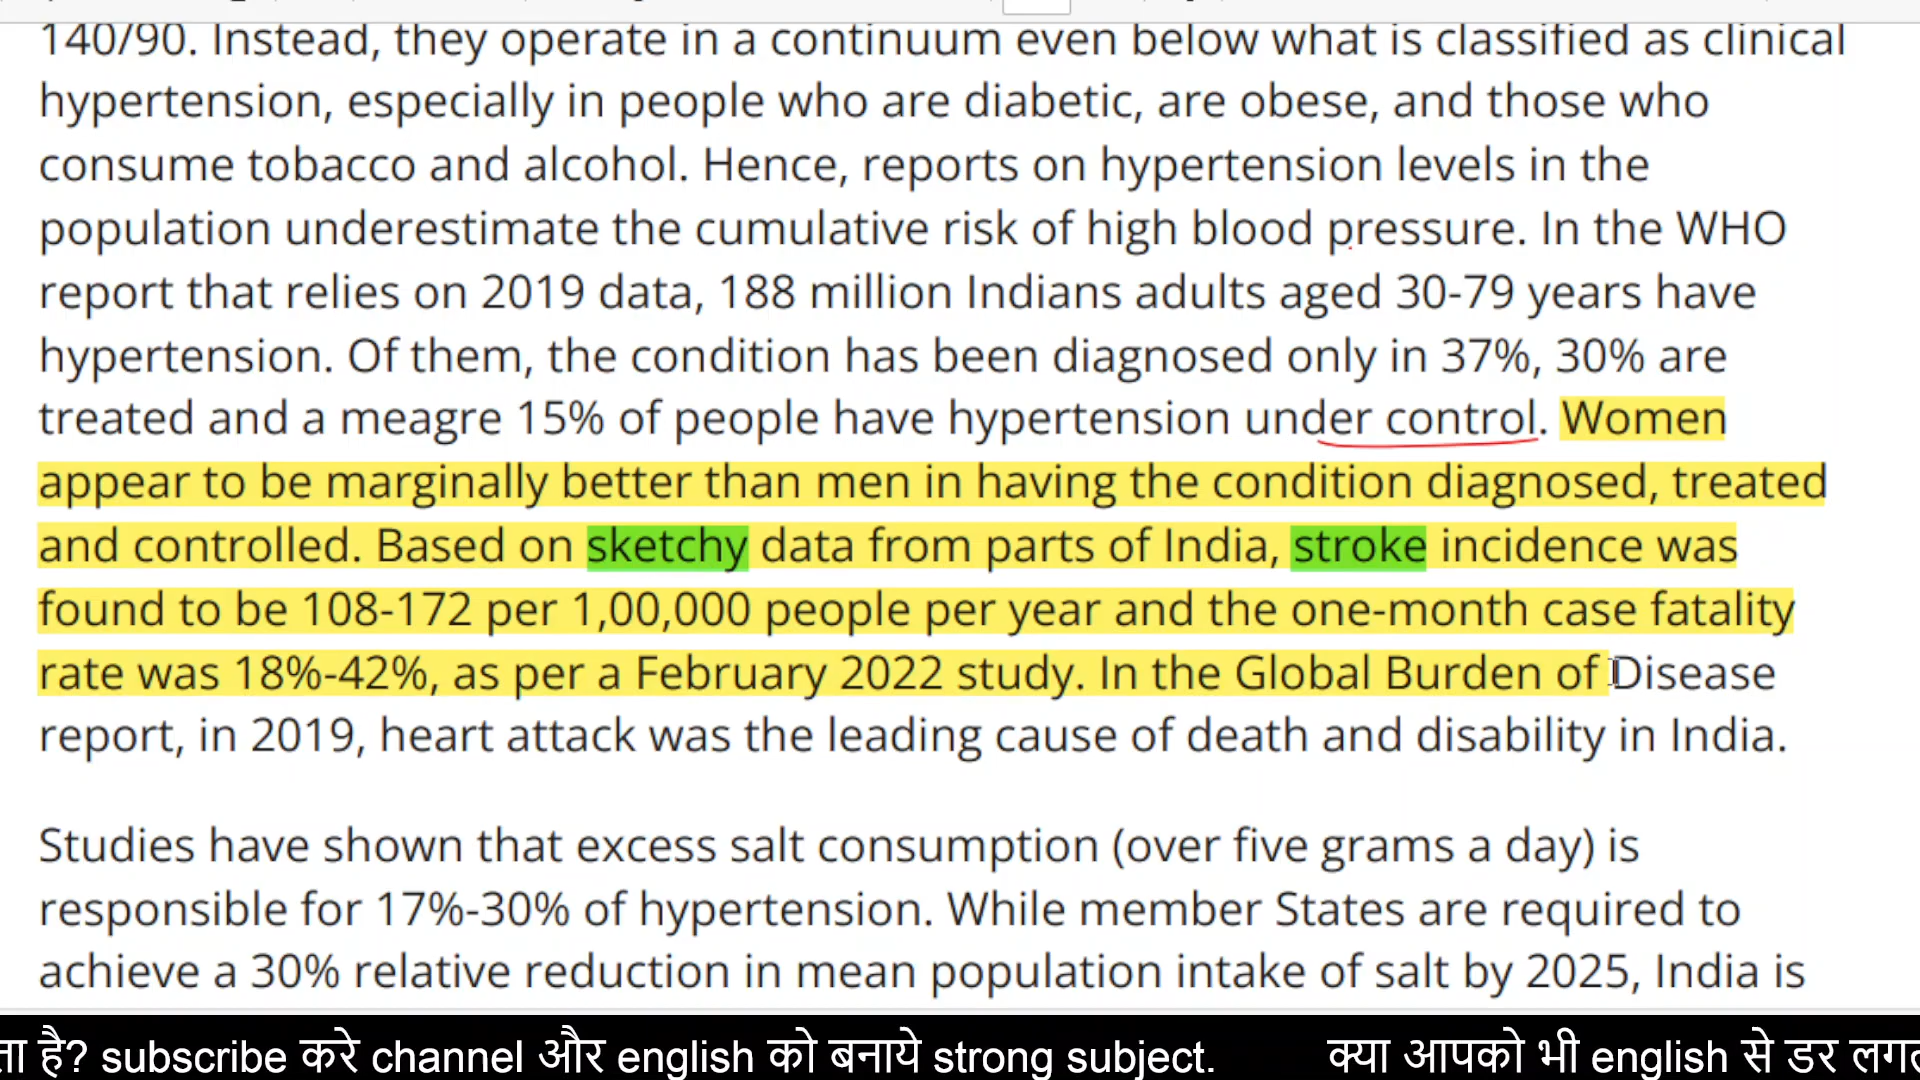 140/90. Instead, they operate in a continuum even below what is classified as clinical
hypertension, especially in people who are diabetic, are obese, and those who
consume tobacco and alcohol. Hence, reports on hypertension levels in the
population underestimate the cumulative risk of high blood pressure. In the WHO
report that relies on 2019 data, 188 million Indians adults aged 30-79 years have
hypertension. Of them, the condition has been diagnosed only in 37%, 30% are
treated and a meagre 15% of people have hypertension under control. Women
appear to be marginally better than men in having the condition diagnosed, treated
and controlled. Based on sketchy data from parts of India, stroke incidence was
found to be 108-172 per 1,00,000 people per year and the one-month case fatality
rate was 18%-42%, as per a February 2022 study. In the Global Burden of Disease
report, in 2019, heart attack was the leading cause of death and disability in India.
Studies have shown that excess salt consumption (over five grams a day) is
responsible for 17%-30% of hypertension. While member States are required to
achieve a 30% relative reduction in mean population intake of salt by 2025, India is
है? subscribe करे channel और english को बनाये strong subject. क्या आपको भी english से डर